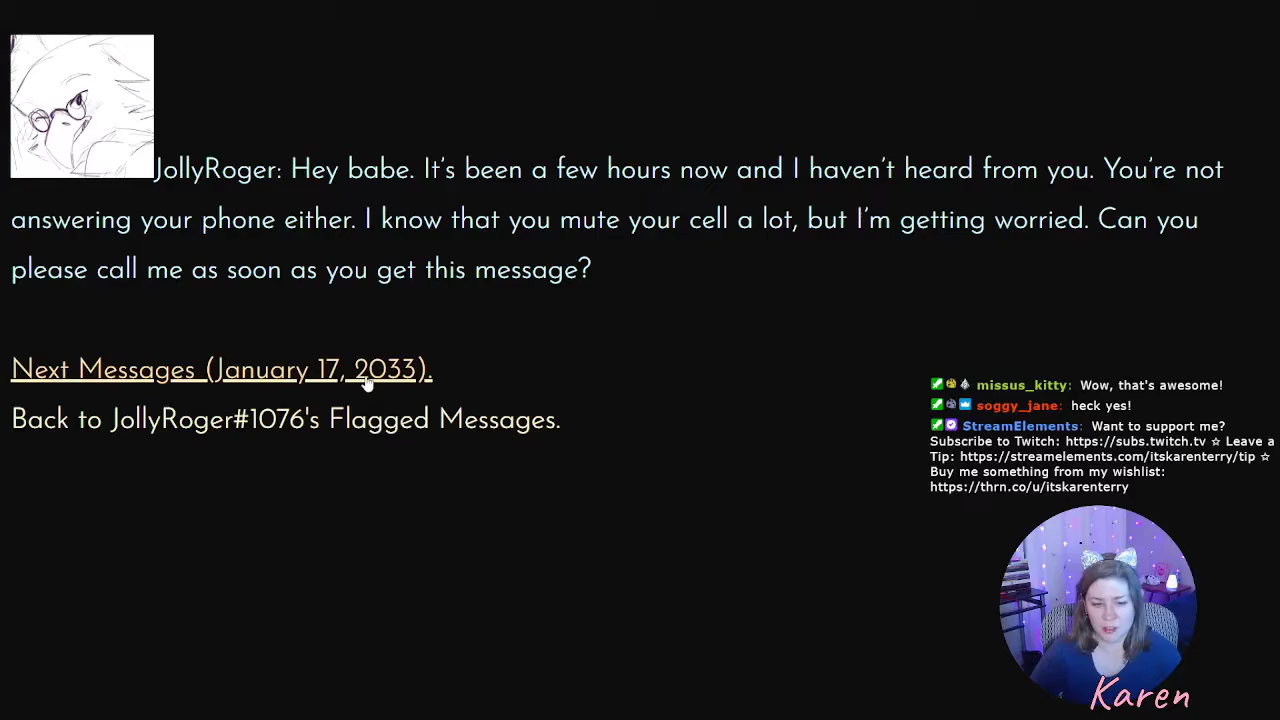 JollyRoger: Hey babe. It's been a few hours now and I haven't heard from you. You're not
answering your phone either. I know that you mute your cell a lot, but I'm getting worried. Can you
please call me as soon as you get this message?
Next Messages (January 17, 2033).
Back to JollyRoger#1076's Flagged Messages.
missus_kitty: Wow, that's awesome!
soggy_jane: heck yes!
StreamElements: Want to support me?
Subscribe to Twitch: https://subs.twitch.tv ☆ Leave a
Tip: https://streamelements.com/itskarenterry/tip ☆
Buy me something from my wishlist:
https://thrn.co/u/itskarenterry
Karen